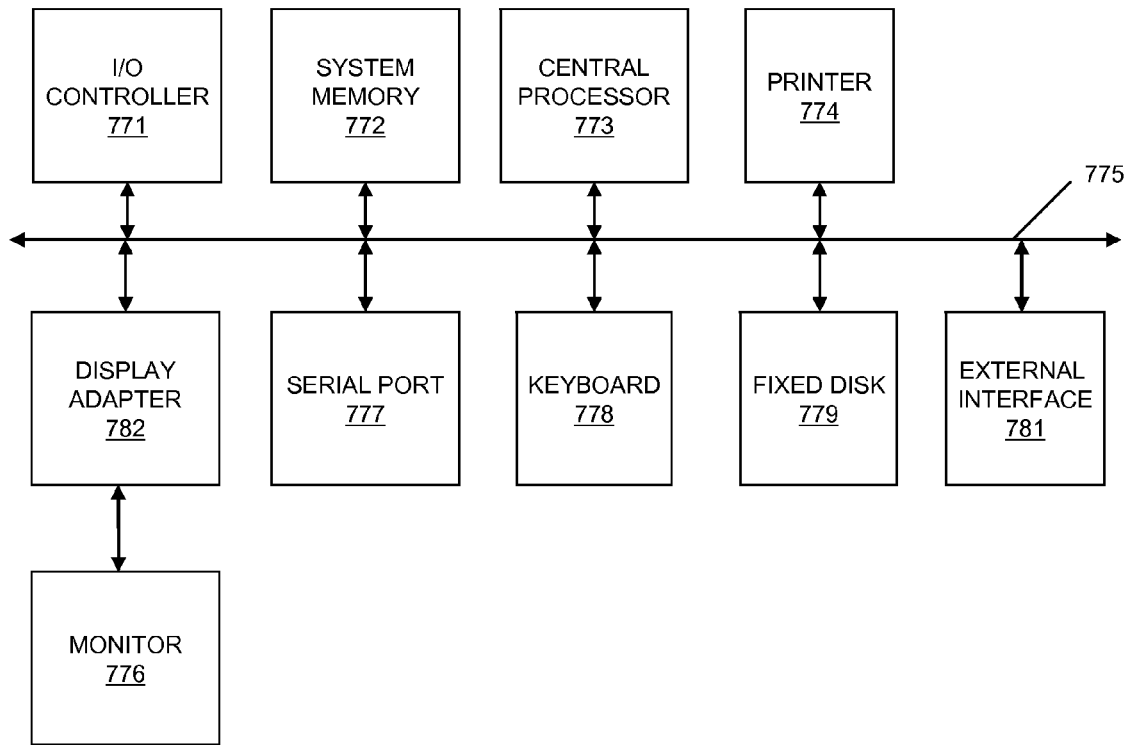 I/O
CONTROLLER
771
SYSTEM
MEMORY
772
CENTRAL
PROCESSOR
773
PRINTER
774
775
DISPLAY
ADAPTER
782
SERIAL PORT
777
KEYBOARD
778
FIXED DISK
779
EXTERNAL
INTERFACE
781
MONITOR
776